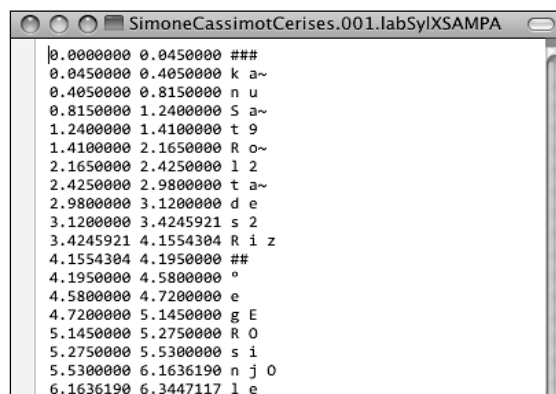 SimoneCassimotCerises.001.labSylXSAMPA
0.0000000 0.0450000 ###
0.0450000 0.4050000 k a~
0.4050000 0.8150000 n u
0.8150000 1.2400000 S a~
1.2400000 1.4100000 t 9
1.4100000 2.1650000 R o~
2.1650000 2.4250000 l 2
2.4250000 2.9800000 t a~
2.9800000 3.1200000 d e
3.1200000 3.4245921 s 2
3.4245921 4.1554304 R i z
4.1554304 4.1950000 ##
4.1950000 4.5800000 °
4.5800000 4.7200000 e
4.7200000 5.1450000 g E
5.1450000 5.2750000 R O
5.2750000 5.5300000 s i
5.5300000 6.1636190 n j O
6.1636190 6.3447117 l e